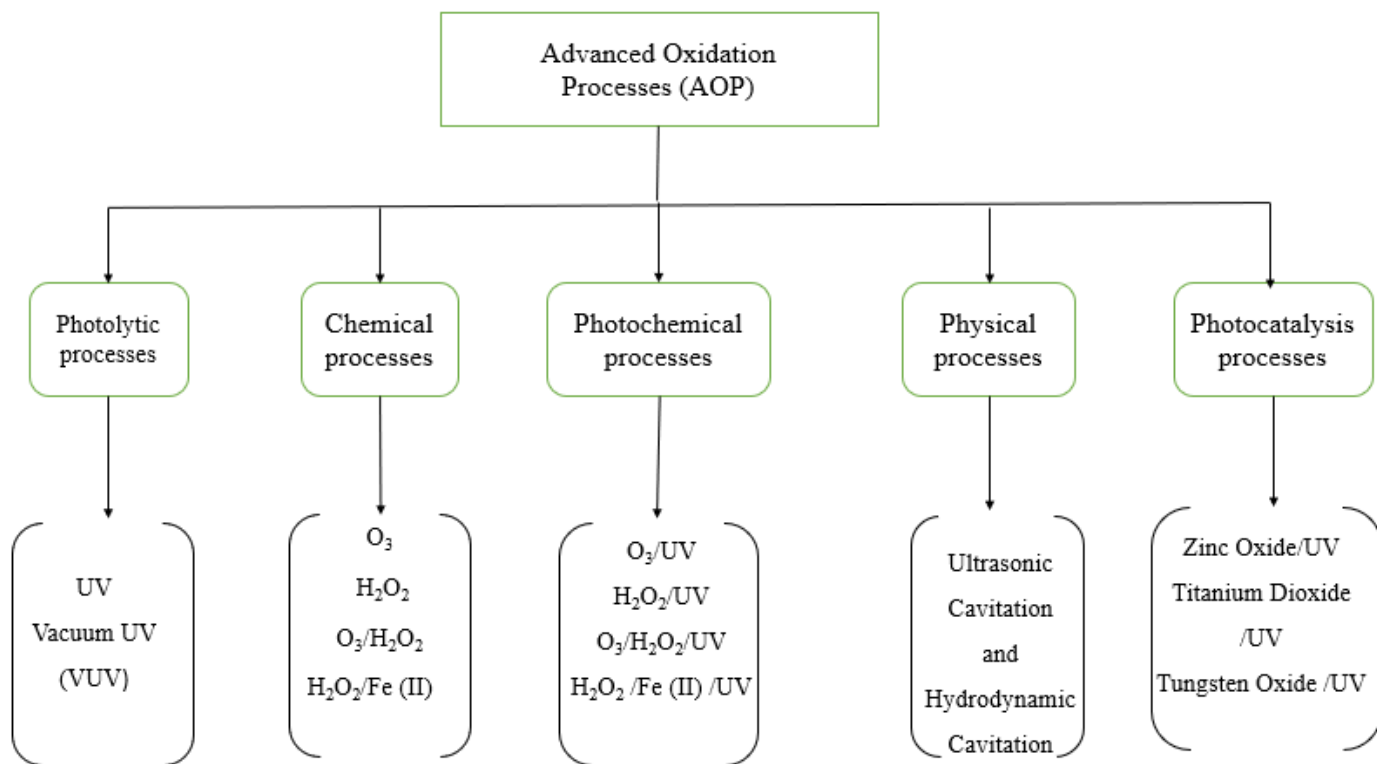 Advanced Oxidation
Processes (AOP)
Photolytic
processes
Chemical
processes
Photochemical
processes
Physical
processes
Photocatalysis
processes
UV
Vacuum UV
(VUV)
O₃
H₂O₂
O₃/H₂O₂
H₂O₂/Fe (II)
O₃/UV
H₂O₂/UV
O₃/H₂O₂/UV
H₂O₂ /Fe (II) /UV
Ultrasonic
Cavitation
and
Hydrodynamic
Cavitation
Zinc Oxide/UV
Titanium Dioxide
/UV
Tungsten Oxide /UV